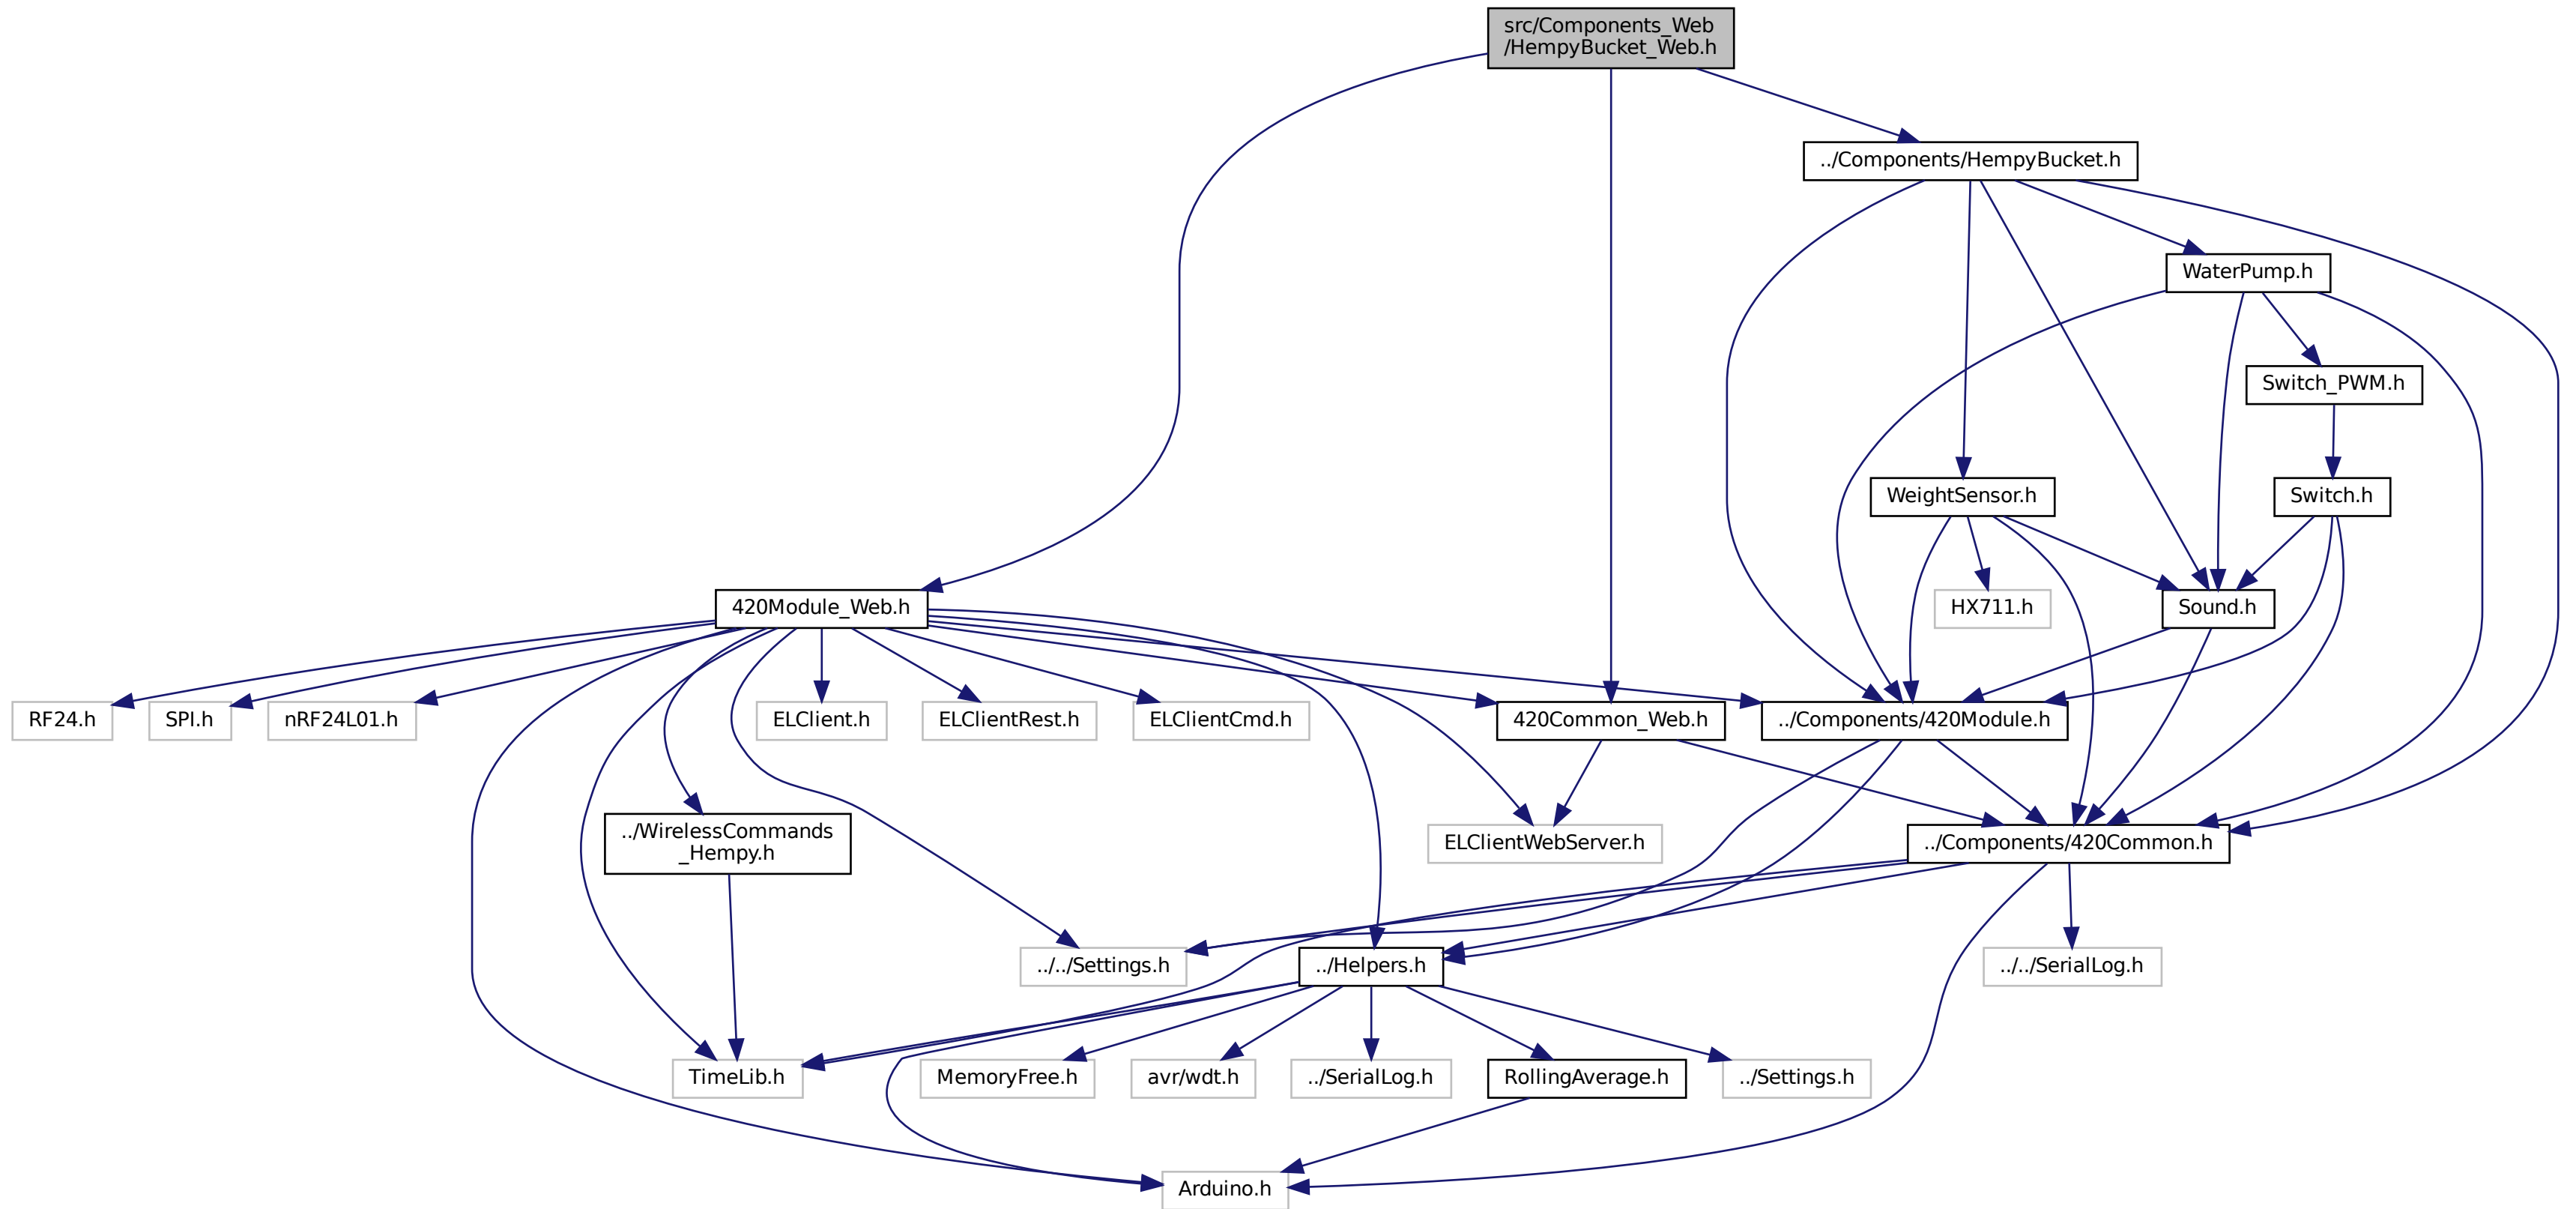 src/Components_Web
/HempyBucket_Web.h
../Components/HempyBucket.h
WaterPump.h
Switch_PWM.h
WeightSensor.h
Switch.h
420Module_Web.h
HX711.h
Sound.h
RF24.h
SPI.h
nRF24L01.h
ELClient.h
ELClientRest.h
ELClientCmd.h
420Common_Web.h
../Components/420Module.h
../WirelessCommands
_Hempy.h
ELClientWebServer.h
../Components/420Common.h
../../Settings.h
../Helpers.h
../../SerialLog.h
TimeLib.h
MemoryFree.h
avr/wdt.h
../SerialLog.h
RollingAverage.h
../Settings.h
Arduino.h